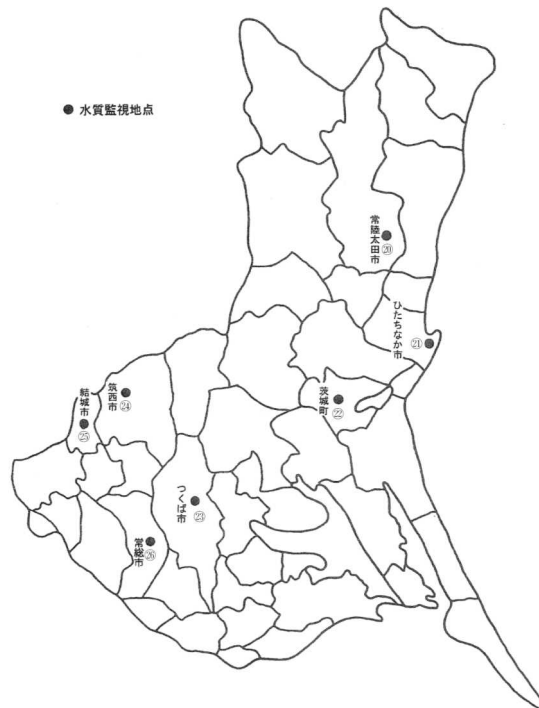 ● 水質監視地点
常陸太田市
⑳
ひたちなか市
㉑
茨城町
㉒
筑西市
㉔
結城市
㉕
つくば市
㉓
常総市
㉖